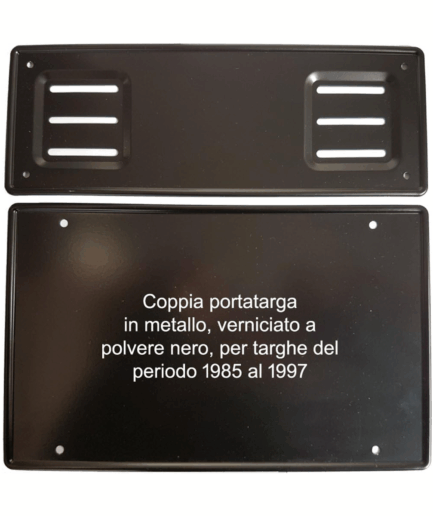 Coppia portatarga
in metallo, verniciato a
polvere nero, per targhe del
periodo 1985 al 1997